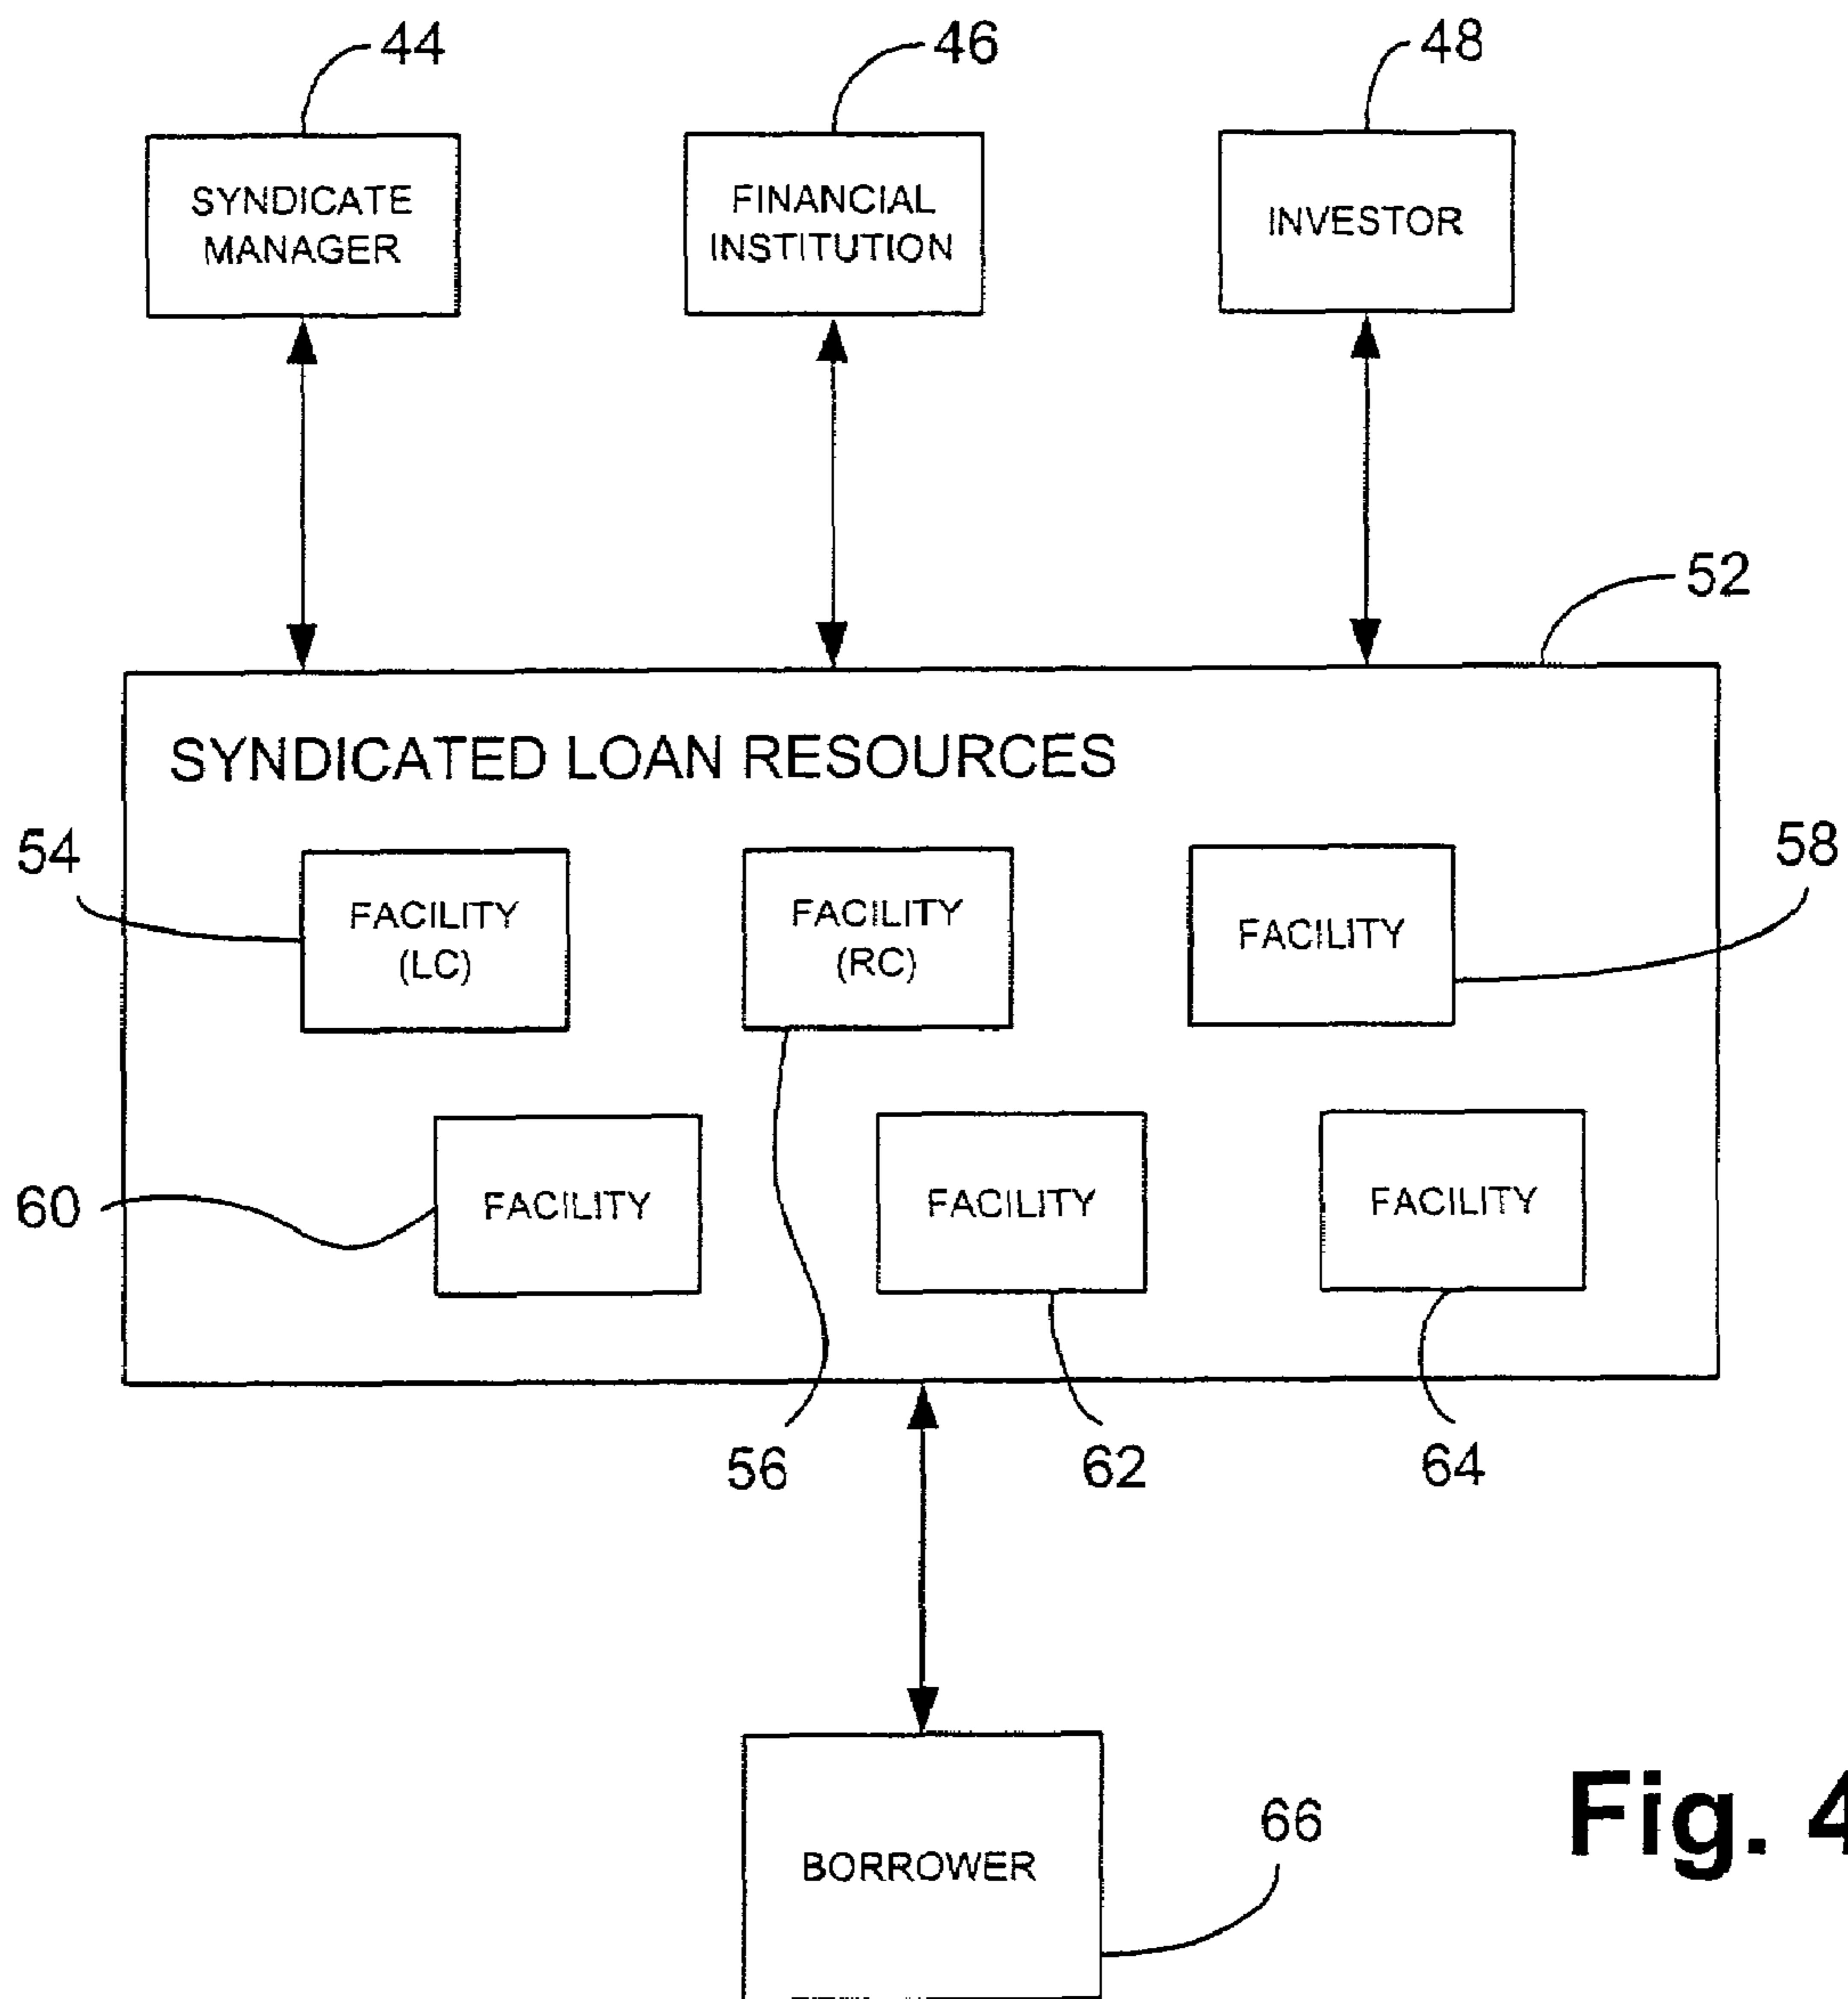 44
46
48
SYNDICATE
MANAGER
FINANCIAL
INSTITUTION
INVESTOR
52
SYNDICATED LOAN RESOURCES
54
58
FACILITY
(LC)
FACILITY
(RC)
FACILITY
60
FACILITY
FACILITY
FACILITY
56
62
64
66
BORROWER
Fig. 4